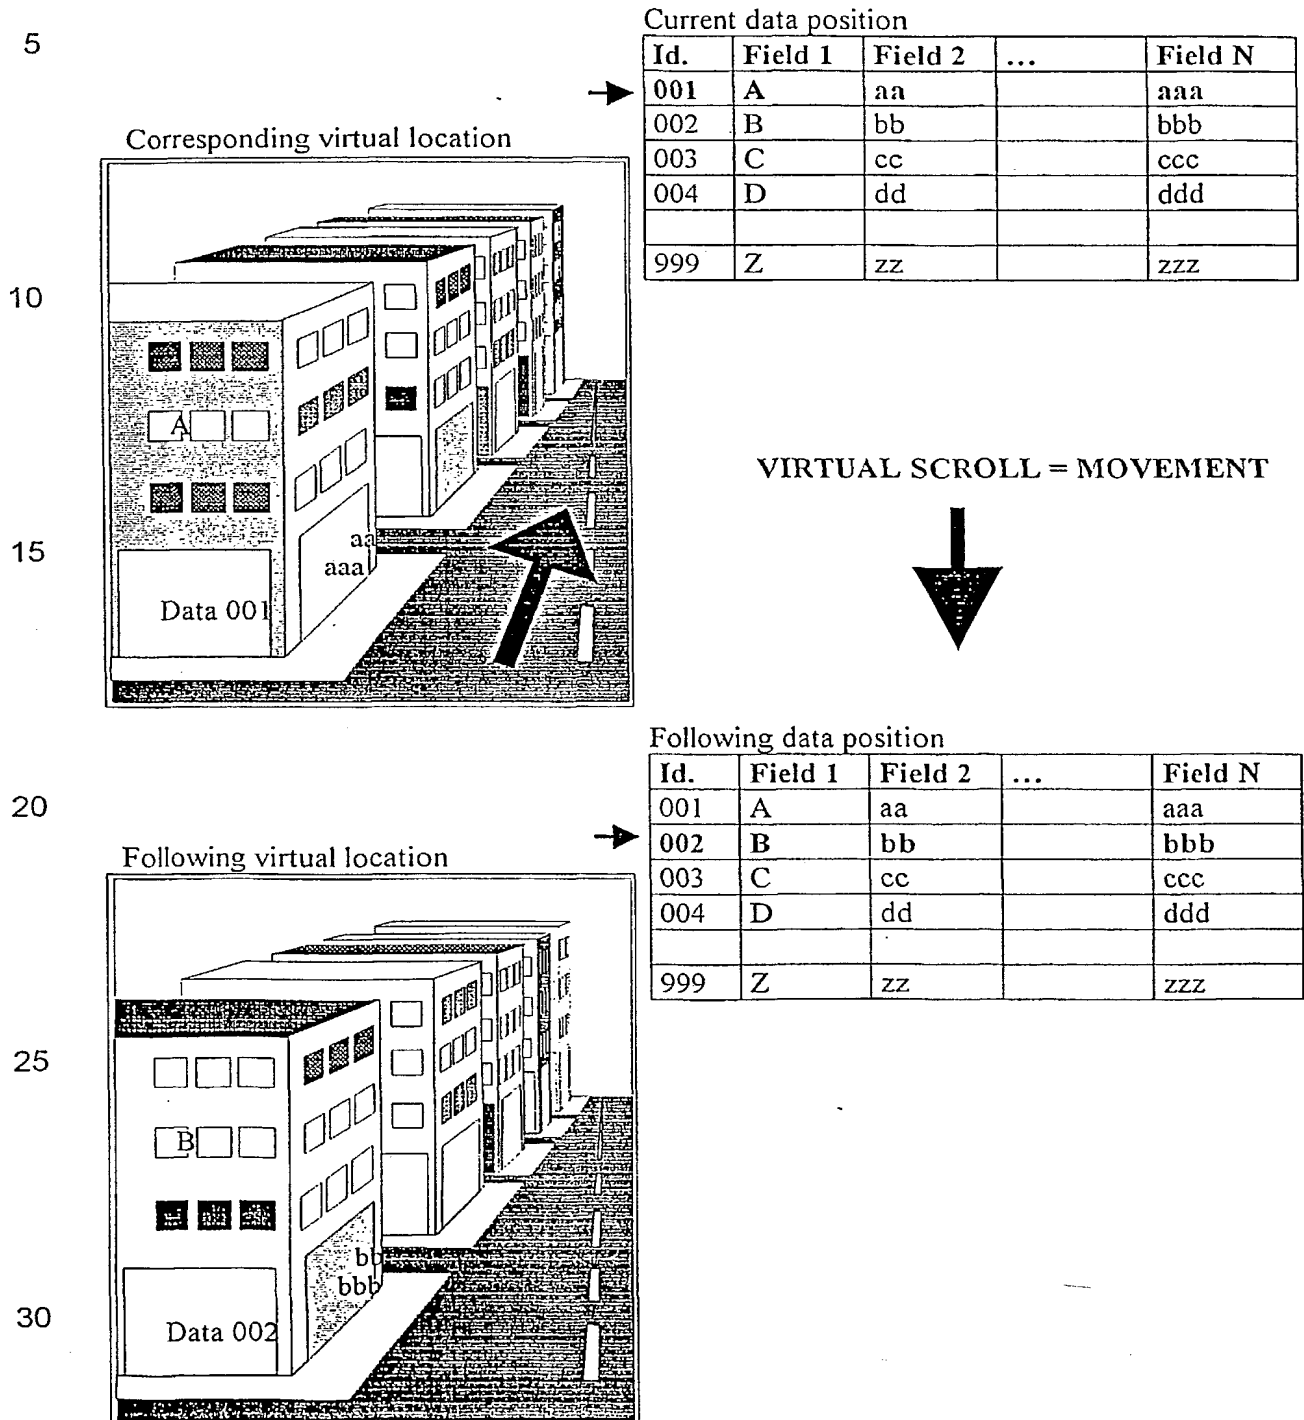 5
Current data position
Id. Field 1 Field 2 ... Field N
001 A aa aaa
002 B bb bbb
003 C cc ccc
004 D dd ddd
999 Z zz zzz
Corresponding virtual location
10
A
aa
aaa
Data 001
15
VIRTUAL SCROLL = MOVEMENT
Following data position
Id. Field 1 Field 2 ... Field N
001 A aa aaa
002 B bb bbb
003 C cc ccc
004 D dd ddd
999 Z zz zzz
20
Following virtual location
25
B
bb
bbb
Data 002
30